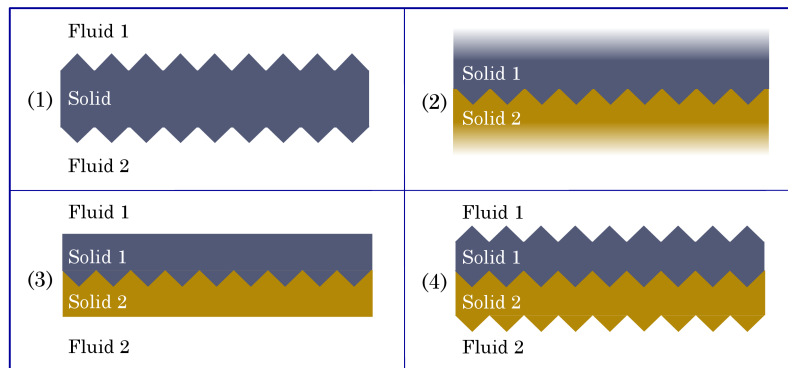 Fluid 1
(1)
Solid
Fluid 2
(2)
Solid 1
Solid 2
Fluid 1
(3)
Solid 1
Solid 2
Fluid 2
Fluid 1
(4)
Solid 1
Solid 2
Fluid 2